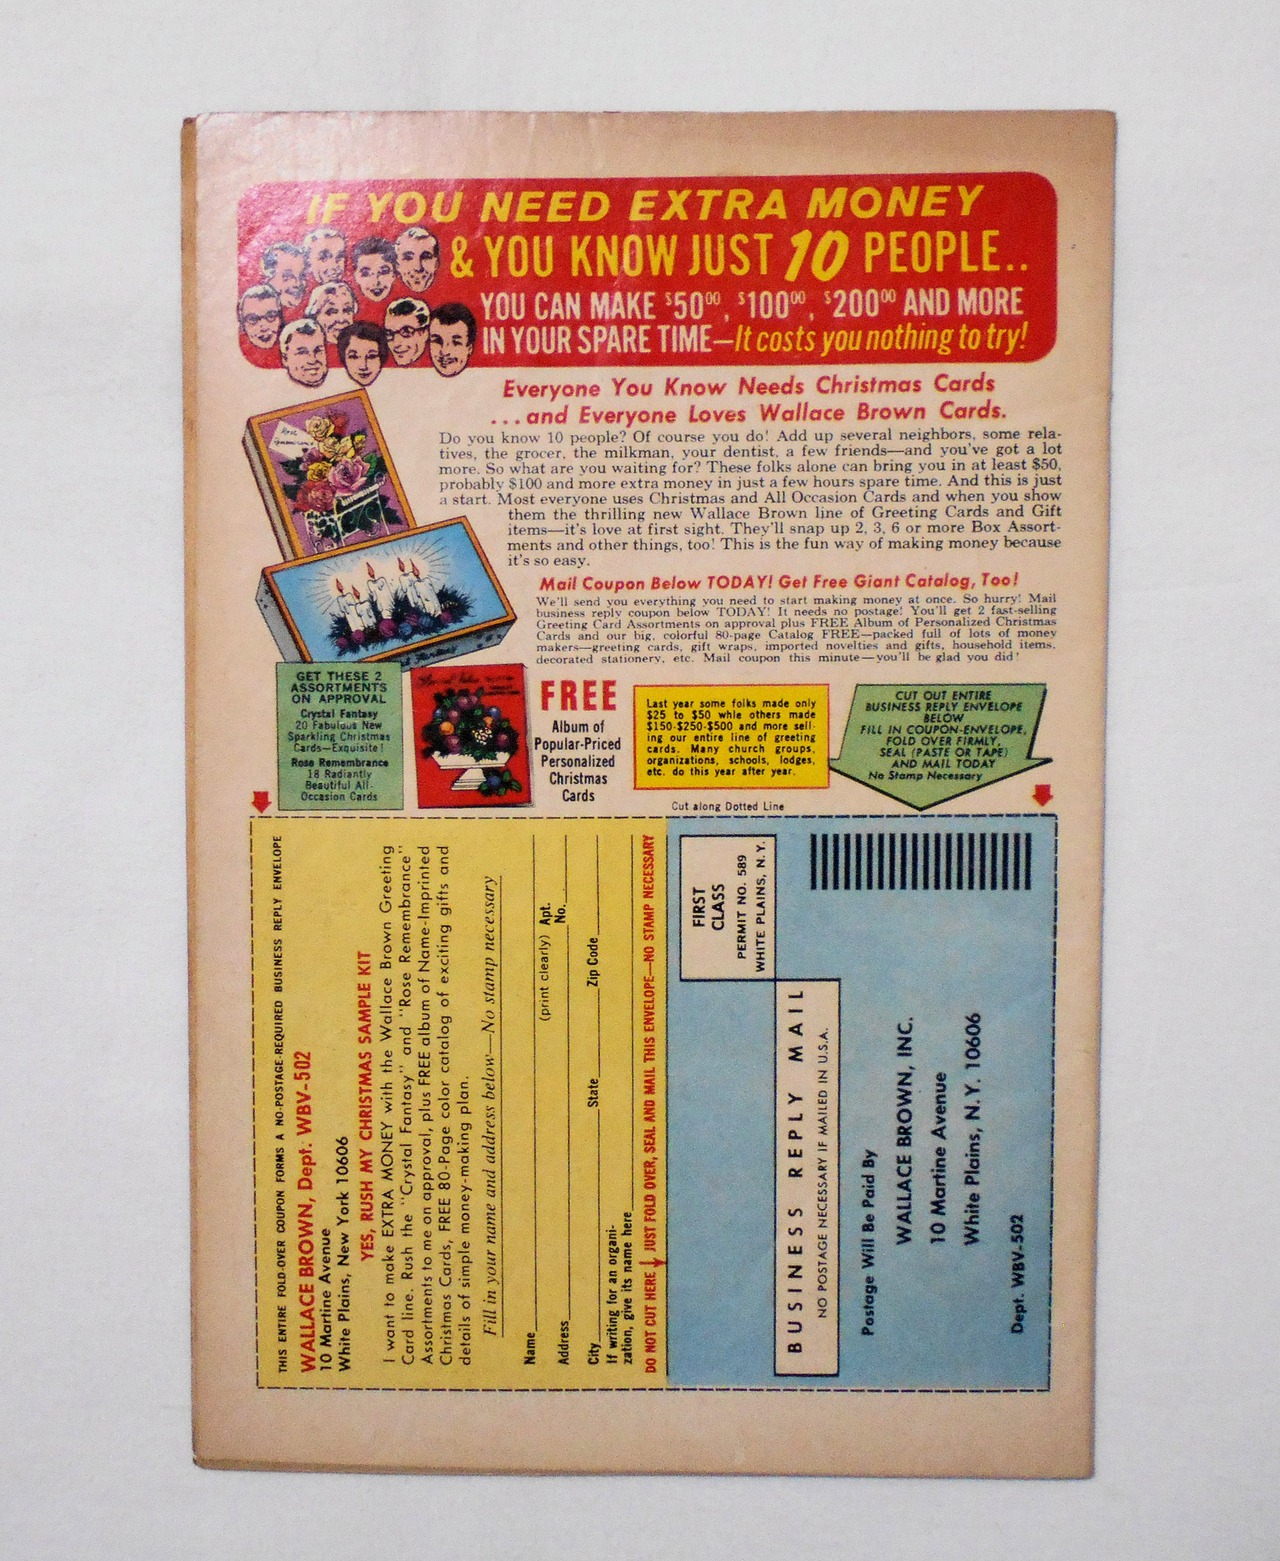 IF YOU NEED EXTRA MONEY
& YOU KNOW JUST 10 PEOPLE..
YOU CAN MAKE $50⁰⁰, $100⁰⁰, $200⁰⁰ AND MORE
IN YOUR SPARE TIME—It costs you nothing to try!
Everyone You Know Needs Christmas Cards
...and Everyone Loves Wallace Brown Cards.
Do you know 10 people? Of course you do! Add up several neighbors, some rela-
tives, the grocer, the milkman, your dentist, a few friends—and you've got a lot
more. So what are you waiting for? These folks alone can bring you in at least $50,
probably $100 and more extra money in just a few hours spare time. And this is just
a start. Most everyone uses Christmas and All Occasion Cards and when you show
them the thrilling new Wallace Brown line of Greeting Cards and Gift
items—it's love at first sight. They'll snap up 2, 3, 6 or more Box Assort-
ments and other things, too! This is the fun way of making money because
it's so easy.
Mail Coupon Below TODAY! Get Free Giant Catalog, Too!
We'll send you everything you need to start making money at once. So hurry! Mail
business reply coupon below TODAY! It needs no postage! You'll get 2 fast-selling
Greeting Card Assortments on approval plus FREE Album of Personalized Christmas
Cards and our big, colorful 80-page Catalog FREE—packed full of lots of money
makers—greeting cards, gift wraps, imported novelties and gifts, household items,
decorated stationery, etc. Mail coupon this minute—you'll be glad you did!
GET THESE 2
ASSORTMENTS
ON APPROVAL
Crystal Fantasy
20 Fabulous New
Sparkling Christmas
Cards—Exquisite!
Rose Remembrance
18 Radiantly
Beautiful All-
Occasion Cards
FREE
Album of
Popular-Priced
Personalized
Christmas
Cards
Last year some folks made only
$25 to $50 whle others made
$150-$250-$500 and more sell-
ing our entire line of greeting
cards. Many church groups,
organizations, schools, lodges,
etc. do this year after year.
CUT OUT ENTIRE
BUSINESS REPLY ENVELOPE
BELOW
FILL IN COUPON-ENVELOPE,
FOLD OVER FIRMLY,
SEAL (PASTE OR TAPE)
AND MAIL TODAY
No Stamp Necessary
Cut along Dotted Line
THIS ENTIRE FOLD-OVER COUPON FORMS A NO-POSTAGE-REQUIRED BUSINESS REPLY ENVELOPE
WALLACE BROWN, Dept. WBV-502
10 Martine Avenue
White Plains, New York 10606
YES, RUSH MY CHRISTMAS SAMPLE KIT
I want to make EXTRA MONEY with the Wallace Brown Greeting
Card line. Rush the "Crystal Fantasy" and "Rose Remembrance"
Assortments to me on approval, plus FREE album of Name-Imprinted
Christmas Cards, FREE 80-Page color catalog of exciting gifts and
details of simple money-making plan.
Fill in your name and address below—No stamp necessary
Name
(print clearly)
Address
Apt.
No.
City
State
Zip Code
If writing for an organi-
zation, give its name here
DO NOT CUT HERE JUST FOLD OVER, SEAL AND MAIL THIS ENVELOPE—NO STAMP NECESSARY
FIRST
CLASS
PERMIT NO. 589
WHITE PLAINS, N.Y.
BUSINESS REPLY MAIL
NO POSTAGE NECESSARY IF MAILED IN U.S.A.
Postage Will Be Paid By
WALLACE BROWN, INC.
10 Martine Avenue
White Plains, N. Y. 10606
Dept. WBV-502